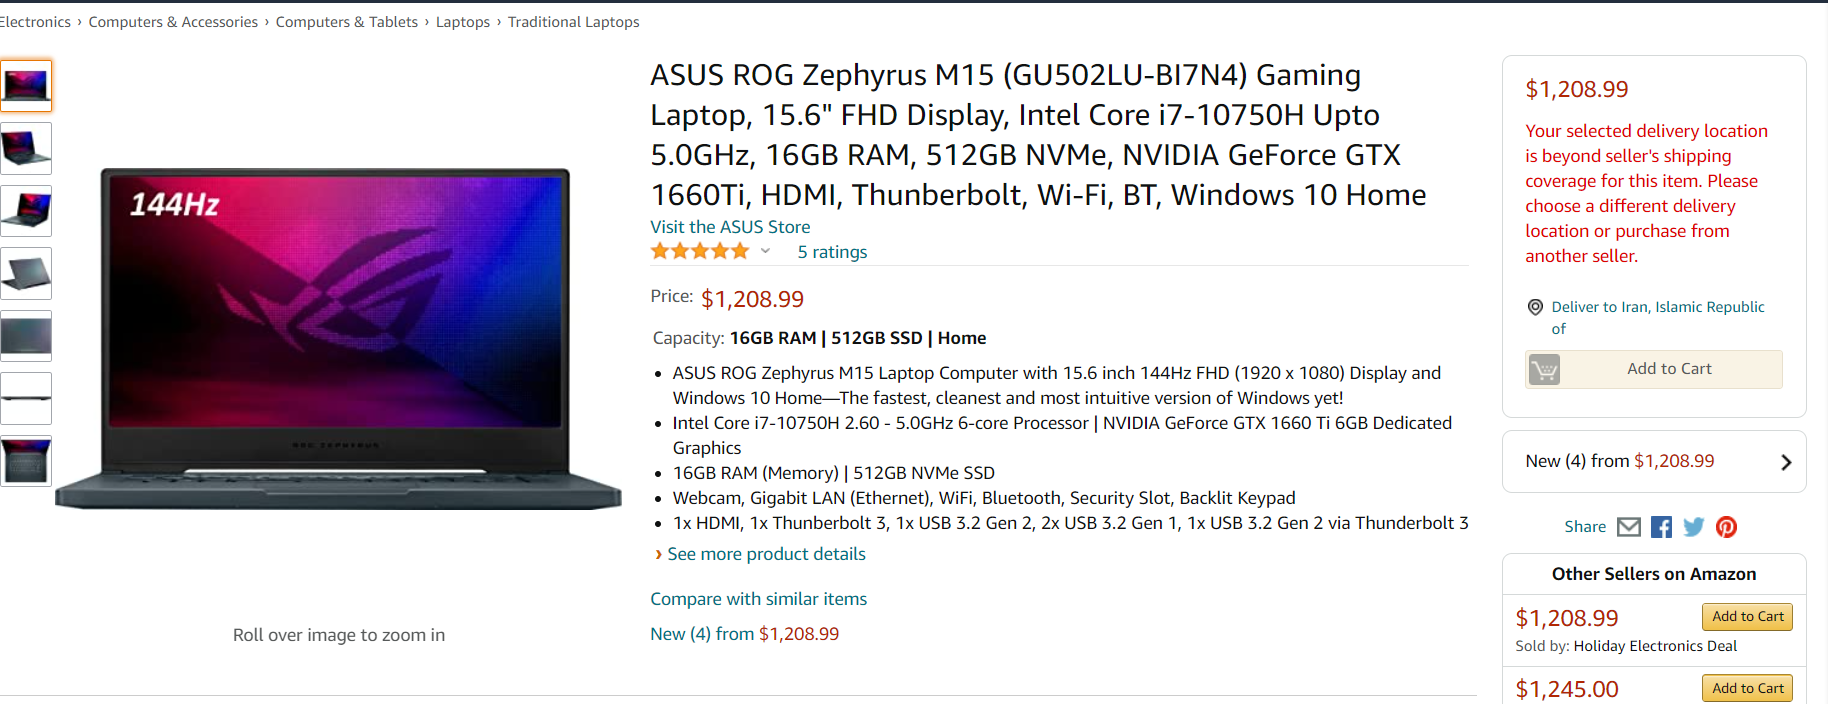 Electronics › Computers & Accessories › Computers & Tablets › Laptops › Traditional Laptops
144Hz
ROG ZEPHYRUS
Roll over image to zoom in
ASUS ROG Zephyrus M15 (GU502LU-BI7N4) Gaming
Laptop, 15.6" FHD Display, Intel Core i7-10750H Upto
5.0GHz, 16GB RAM, 512GB NVMe, NVIDIA GeForce GTX
1660Ti, HDMI, Thunderbolt, Wi-Fi, BT, Windows 10 Home
Visit the ASUS Store
5 ratings
Price: $1,208.99
Capacity: 16GB RAM | 512GB SSD | Home
• ASUS ROG Zephyrus M15 Laptop Computer with 15.6 inch 144Hz FHD (1920 x 1080) Display and
Windows 10 Home—The fastest, cleanest and most intuitive version of Windows yet!
• Intel Core i7-10750H 2.60 - 5.0GHz 6-core Processor | NVIDIA GeForce GTX 1660 Ti 6GB Dedicated
Graphics
• 16GB RAM (Memory) | 512GB NVMe SSD
• Webcam, Gigabit LAN (Ethernet), WiFi, Bluetooth, Security Slot, Backlit Keypad
• 1x HDMI, 1x Thunderbolt 3, 1x USB 3.2 Gen 2, 2x USB 3.2 Gen 1, 1x USB 3.2 Gen 2 via Thunderbolt 3
› See more product details
Compare with similar items
New (4) from $1,208.99
$1,208.99
Your selected delivery location
is beyond seller's shipping
coverage for this item. Please
choose a different delivery
location or purchase from
another seller.
Deliver to Iran, Islamic Republic
of
Add to Cart
New (4) from $1,208.99
Share
Other Sellers on Amazon
$1,208.99 Add to Cart
Sold by: Holiday Electronics Deal
$1,245.00 Add to Cart